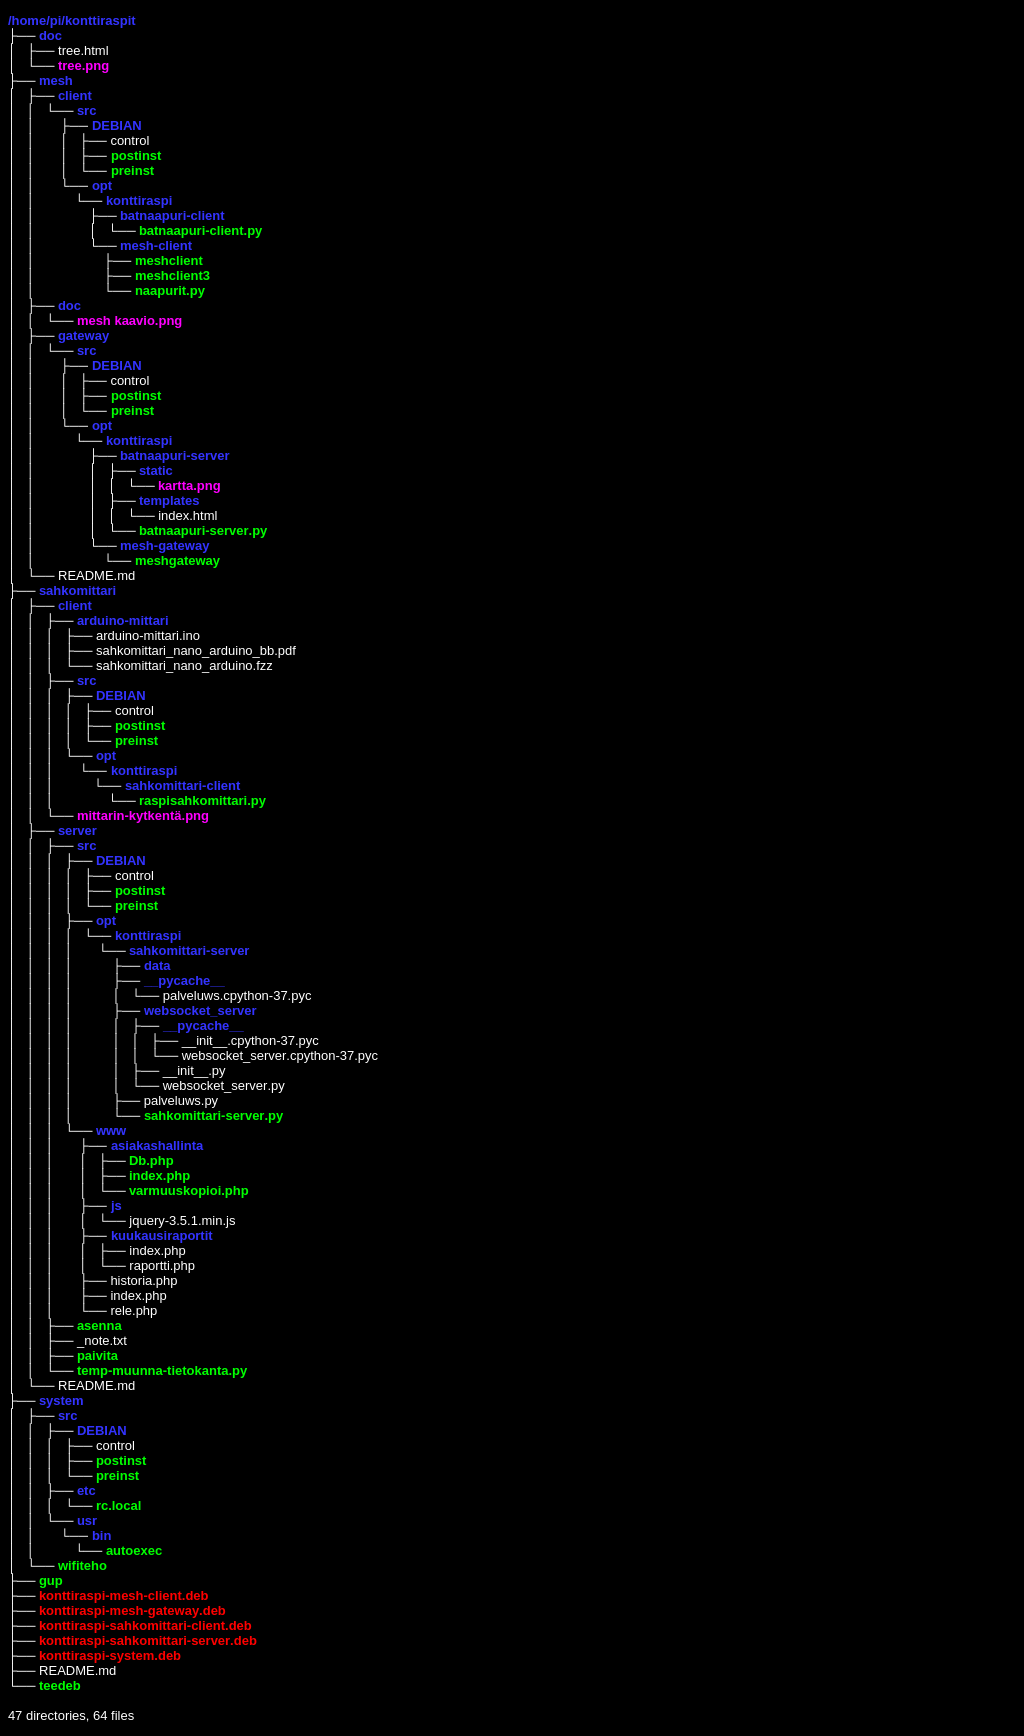 /home/pi/konttiraspit
├── doc
│   ├── tree.html
│   └── tree.png
├── mesh
│   ├── client
│   │   └── src
│   │       ├── DEBIAN
│   │       │   ├── control
│   │       │   ├── postinst
│   │       │   └── preinst
│   │       └── opt
│   │           └── konttiraspi
│   │               ├── batnaapuri-client
│   │               │   └── batnaapuri-client.py
│   │               └── mesh-client
│   │                   ├── meshclient
│   │                   ├── meshclient3
│   │                   └── naapurit.py
│   ├── doc
│   │   └── mesh kaavio.png
│   ├── gateway
│   │   └── src
│   │       ├── DEBIAN
│   │       │   ├── control
│   │       │   ├── postinst
│   │       │   └── preinst
│   │       └── opt
│   │           └── konttiraspi
│   │               ├── batnaapuri-server
│   │               │   ├── static
│   │               │   │   └── kartta.png
│   │               │   ├── templates
│   │               │   │   └── index.html
│   │               │   └── batnaapuri-server.py
│   │               └── mesh-gateway
│   │                   └── meshgateway
│   └── README.md
├── sahkomittari
│   ├── client
│   │   ├── arduino-mittari
│   │   │   ├── arduino-mittari.ino
│   │   │   ├── sahkomittari_nano_arduino_bb.pdf
│   │   │   └── sahkomittari_nano_arduino.fzz
│   │   ├── src
│   │   │   ├── DEBIAN
│   │   │   │   ├── control
│   │   │   │   ├── postinst
│   │   │   │   └── preinst
│   │   │   └── opt
│   │   │       └── konttiraspi
│   │   │           └── sahkomittari-client
│   │   │               └── raspisahkomittari.py
│   │   └── mittarin-kytkentä.png
│   ├── server
│   │   ├── src
│   │   │   ├── DEBIAN
│   │   │   │   ├── control
│   │   │   │   ├── postinst
│   │   │   │   └── preinst
│   │   │   ├── opt
│   │   │   │   └── konttiraspi
│   │   │   │       └── sahkomittari-server
│   │   │   │           ├── data
│   │   │   │           ├── __pycache__
│   │   │   │           │   └── palveluws.cpython-37.pyc
│   │   │   │           ├── websocket_server
│   │   │   │           │   ├── __pycache__
│   │   │   │           │   │   ├── __init__.cpython-37.pyc
│   │   │   │           │   │   └── websocket_server.cpython-37.pyc
│   │   │   │           │   ├── __init__.py
│   │   │   │           │   └── websocket_server.py
│   │   │   │           ├── palveluws.py
│   │   │   │           └── sahkomittari-server.py
│   │   │   └── www
│   │   │       ├── asiakashallinta
│   │   │       │   ├── Db.php
│   │   │       │   ├── index.php
│   │   │       │   └── varmuuskopioi.php
│   │   │       ├── js
│   │   │       │   └── jquery-3.5.1.min.js
│   │   │       ├── kuukausiraportit
│   │   │       │   ├── index.php
│   │   │       │   └── raportti.php
│   │   │       ├── historia.php
│   │   │       ├── index.php
│   │   │       └── rele.php
│   │   ├── asenna
│   │   ├── _note.txt
│   │   ├── paivita
│   │   └── temp-muunna-tietokanta.py
│   └── README.md
├── system
│   ├── src
│   │   ├── DEBIAN
│   │   │   ├── control
│   │   │   ├── postinst
│   │   │   └── preinst
│   │   ├── etc
│   │   │   └── rc.local
│   │   └── usr
│   │       └── bin
│   │           └── autoexec
│   └── wifiteho
├── gup
├── konttiraspi-mesh-client.deb
├── konttiraspi-mesh-gateway.deb
├── konttiraspi-sahkomittari-client.deb
├── konttiraspi-sahkomittari-server.deb
├── konttiraspi-system.deb
├── README.md
└── teedeb
47 directories, 64 files